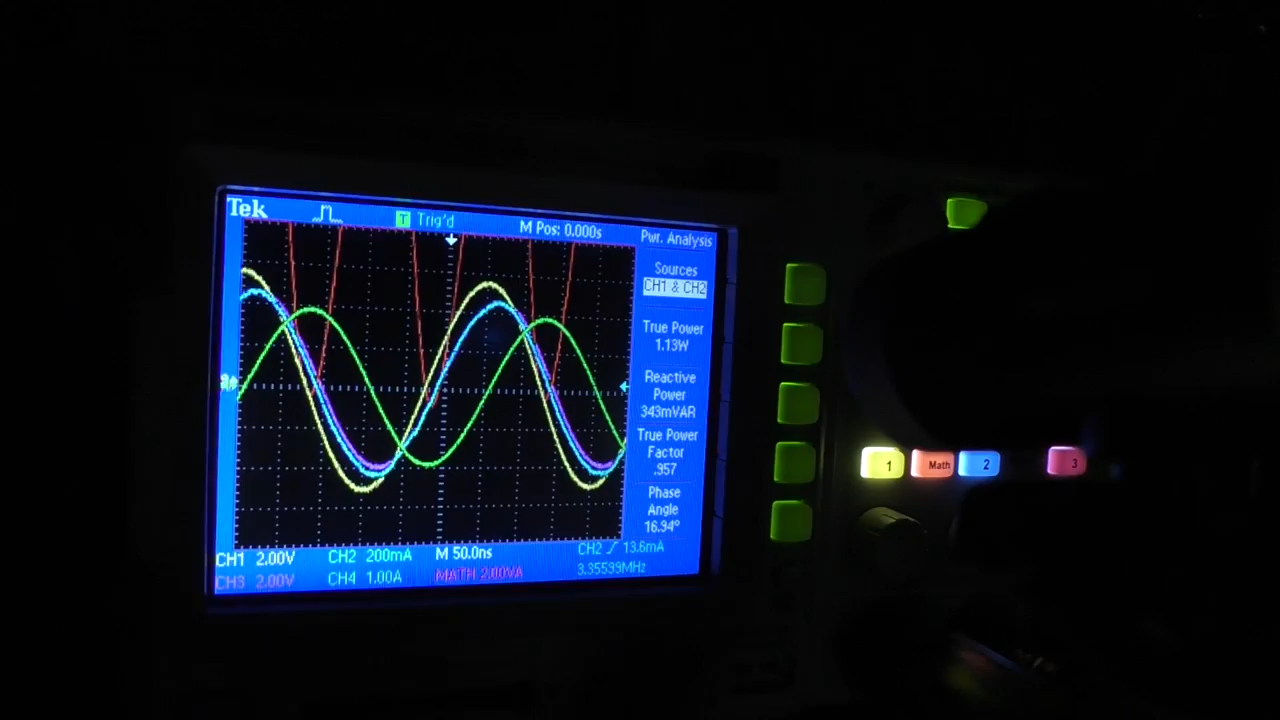 Tek
T Trig'd
M Pos: 0.000s
Pwr. Analysis
Sources
CH1 & CH2
True Power
1.13W
Reactive
Power
343mVAR
True Power
Factor
.957
Phase
Angle
16.94°
CH1 2.00V
CH2 200mA
M 50.0ns
CH2 13.6mA
CH3 2.00V
CH4 1.00A
MATH 2.00VA
3.35599MHz
1
Math
2
3